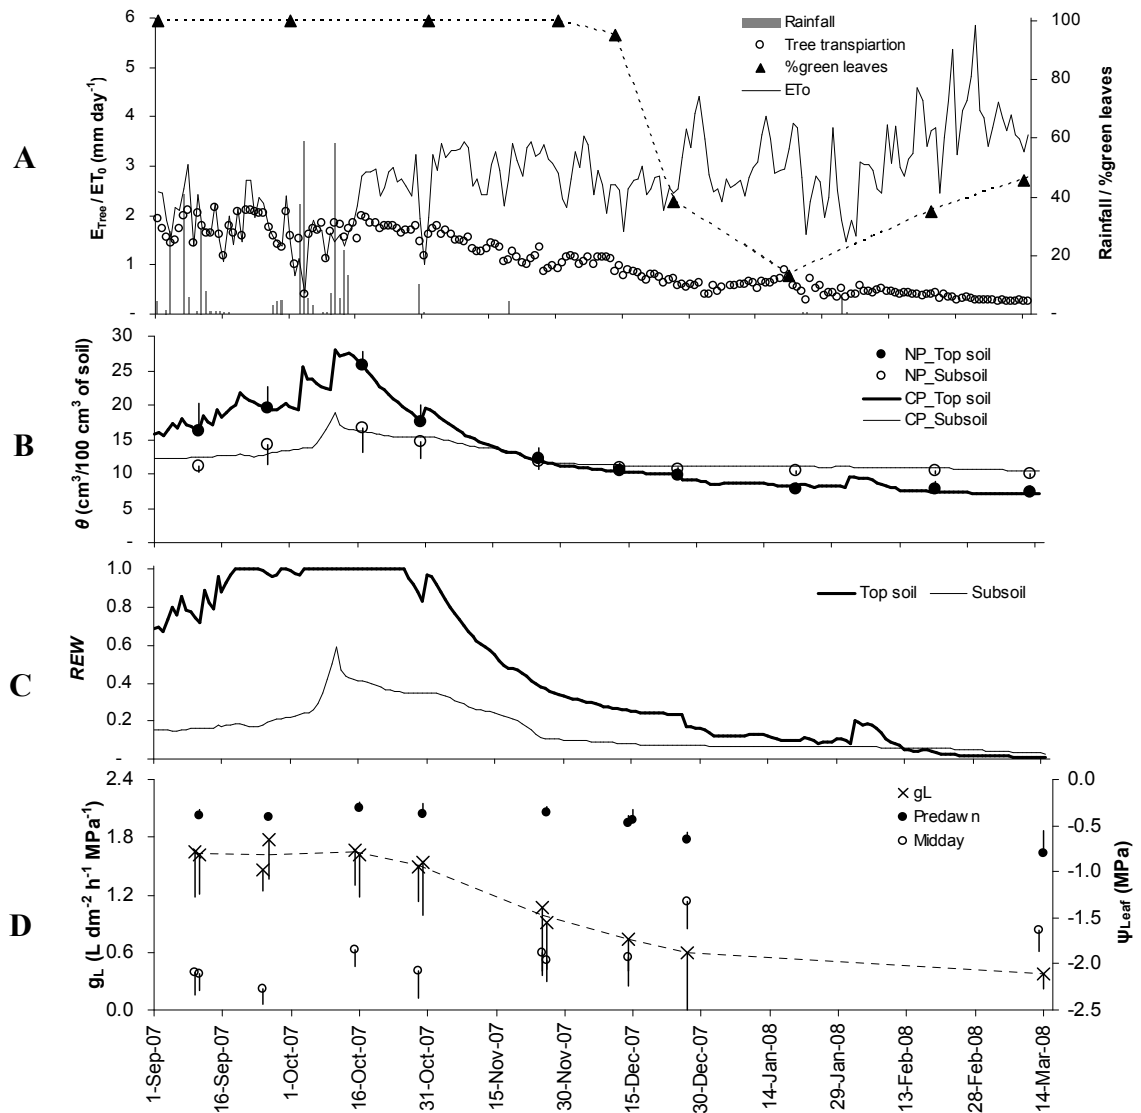 A
E_Tree / ET_0 (mm day⁻¹)
6
5
4
3
2
1
-
Rainfall
Tree transpiartion
%green leaves
ETo
100
80
60
40
20
-
Rainfall / %green leaves
B
θ (cm³/100 cm³ of soil)
30
25
20
15
10
5
-
NP_Top soil
NP_Subsoil
CP_Top soil
CP_Subsoil
C
REW
1.0
0.8
0.6
0.4
0.2
-
Top soil
Subsoil
D
g_L (L dm⁻² h⁻¹ MPa⁻¹)
2.4
1.8
1.2
0.6
0.0
gL
Predawn
Midday
0.0
-0.5
-1.0
-1.5
-2.0
-2.5
Ψ_Leaf (MPa)
1-Sep-07
16-Sep-07
1-Oct-07
16-Oct-07
31-Oct-07
15-Nov-07
30-Nov-07
15-Dec-07
30-Dec-07
14-Jan-08
29-Jan-08
13-Feb-08
28-Feb-08
14-Mar-08